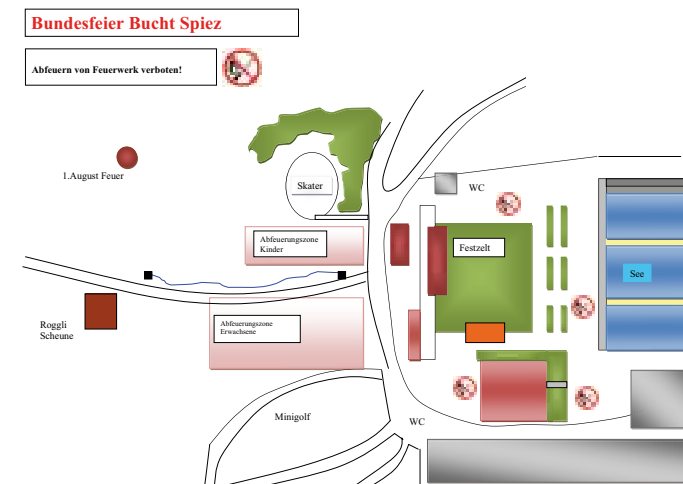 Bundesfeier Bucht Spiez
Abfeuern von Feuerwerk verboten!
1.August Feuer
Skater
WC
Abfeuerungszone
Kinder
Festzelt
See
Roggli
Scheune
Abfeuerungszone
Erwachsene
Minigolf
WC